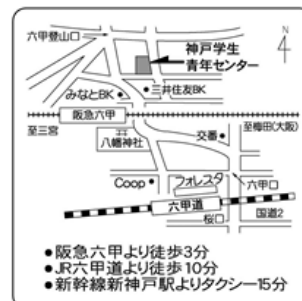 六甲登山口
神戸学生
青年センター
みなとBK
三井住友BK
阪急六甲
至三宮
至梅田(大阪)
八幡神社
交番
Coop
フォレスタ
六甲口
六甲道
桜口
国道2
●阪急六甲より徒歩3分
●JR六甲道より徒歩10分
●新幹線新神戸駅よりタクシー15分